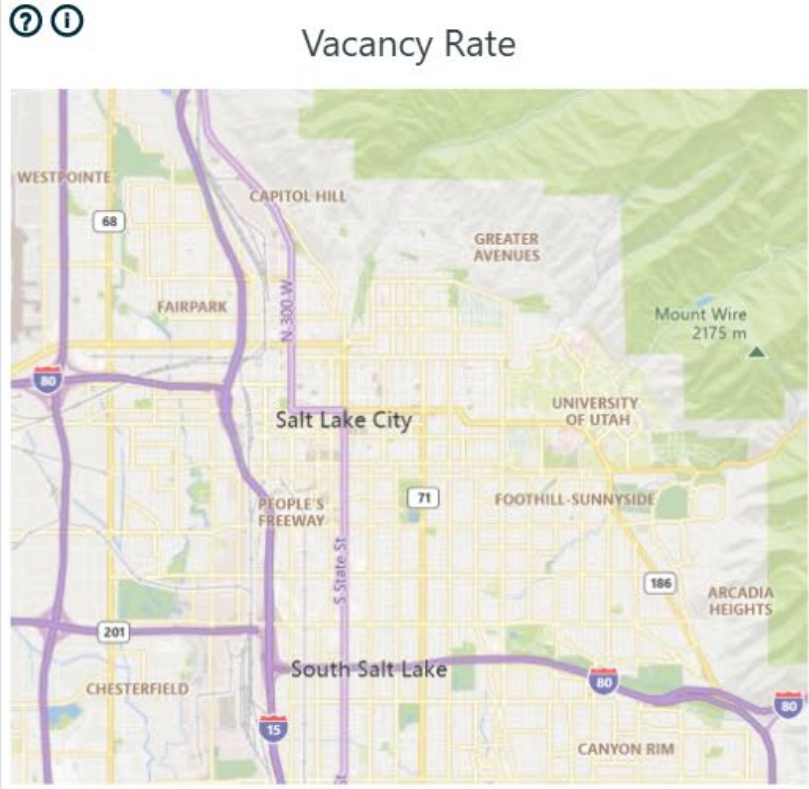 ? i
Vacancy Rate
WESTPOINTE
CAPITOL HILL
68
GREATER
AVENUES
N 300 W
FAIRPARK
Mount Wire
2175 m
80
UNIVERSITY
OF UTAH
Salt Lake City
71
FOOTHILL-SUNNYSIDE
PEOPLE'S
FREEWAY
S State St
186
ARCADIA
HEIGHTS
201
South Salt Lake
80
CHESTERFIELD
80
15
CANYON RIM
St